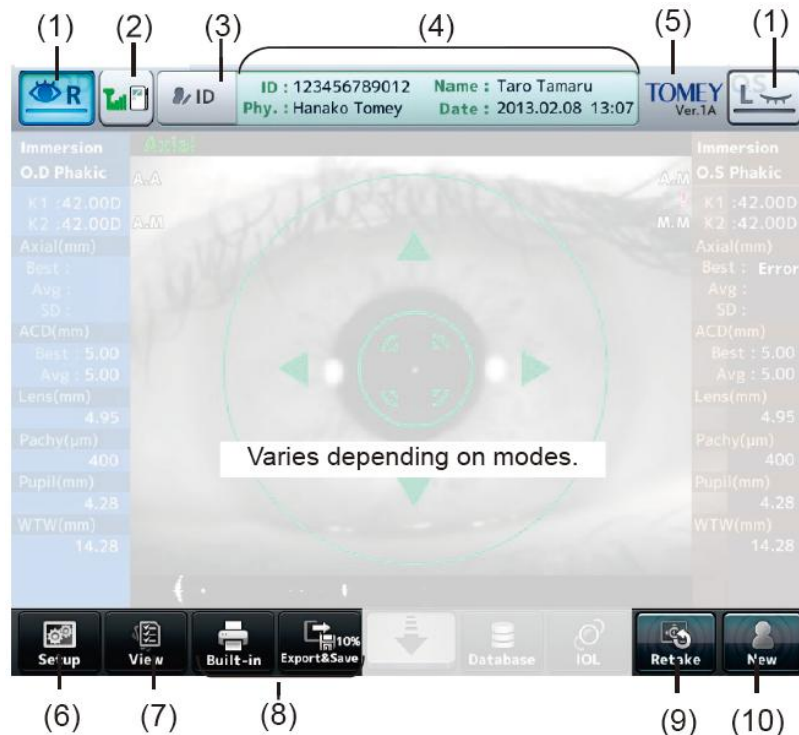 (1) (2) (3) (4) (5) (1)
R ID ID : 123456789012 Name : Taro Tamaru TOMEY L
Phy. : Hanako Tomey Date : 2013.02.08 13:07 Ver.1A
OS
Immersion Axial Immersion
O.D Phakic A.A A.M O.S Phakic
K1 :42.00D K1 :42.00D
K2 :42.00D A.M M.M K2 :42.00D
Axial(mm) Axial(mm)
Best : Best : Error
Avg : Avg :
SD : SD :
ACD(mm) ACD(mm)
Best : 5.00 Best : 5.00
Avg : 5.00 Avg : 5.00
Lens(mm) Lens(mm)
4.95 4.95
Pachy(µm) Pachy(µm)
400 Varies depending on modes. 400
Pupil(mm) Pupil(mm)
4.28 4.28
WTW(mm) WTW(mm)
14.28 14.28
10%
Setup View Built-in Export&Save Database IOL Retake New
(6) (7) (8) (9) (10)